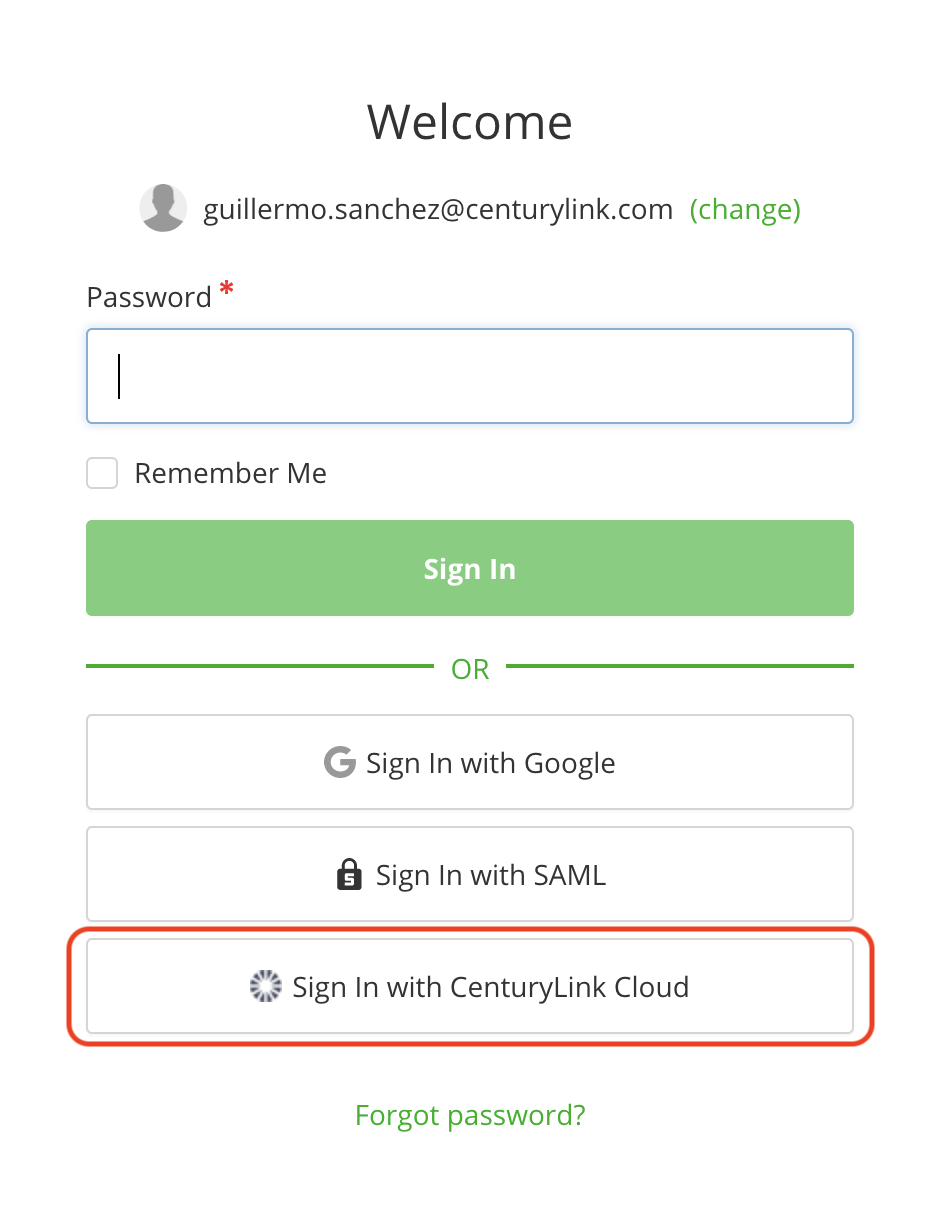 Welcome
guillermo.sanchez@centurylink.com (change)
Password *
Remember Me
Sign In
OR
Sign In with Google
Sign In with SAML
Sign In with CenturyLink Cloud
Forgot password?